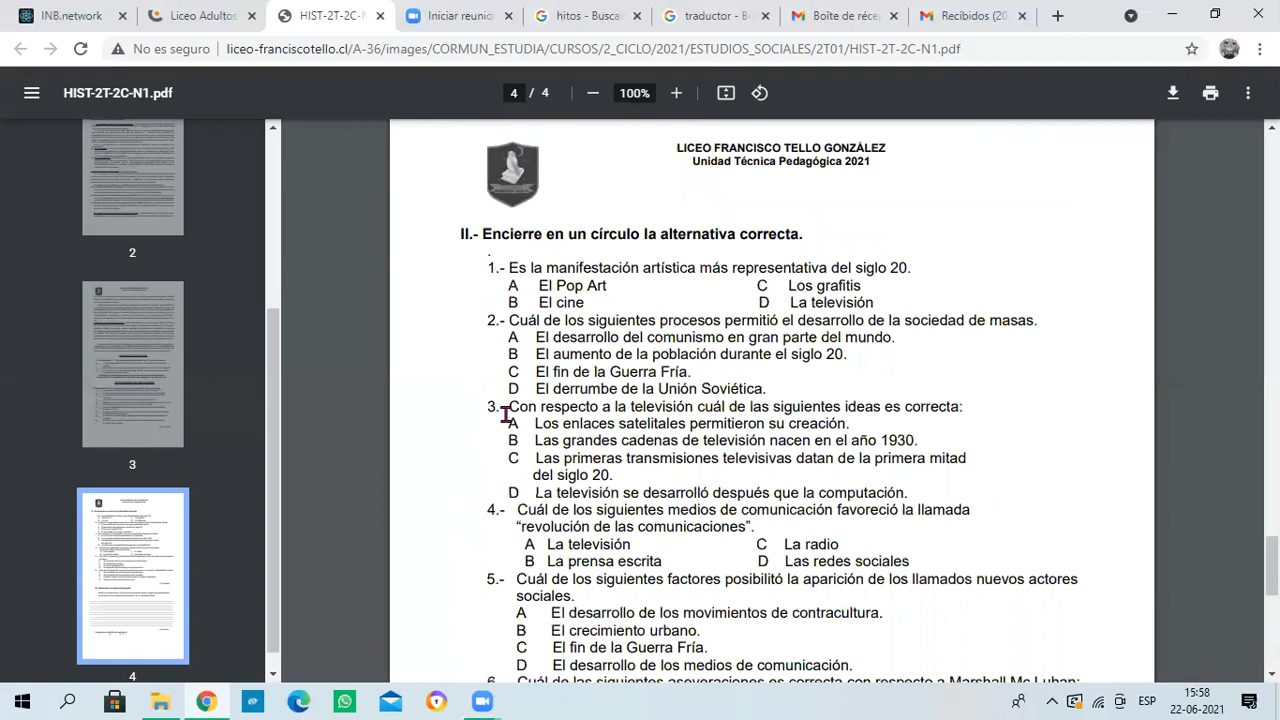 INB.network
Liceo Adultos
HIST-2T-2C-N
Iniciar reunió
hitos - Buscar
traductor - Bu
Boîte de réce
Recibidos (20
No es seguro
liceo-franciscotello.cl/A-36/images/CORMUN_ESTUDIA/CURSOS/2_CICLO/2021/ESTUDIOS_SOCIALES/2T01/HIST-2T-2C-N1.pdf
HIST-2T-2C-N1.pdf
4 / 4
100%
2
3
4
LICEO FRANCISCO TELLO GONZALEZ
Unidad Técnica Pedagógica 2021
II.- Encierre en un círculo la alternativa correcta.
.
1.- Es la manifestación artística más representativa del siglo 20.
A El Pop Art C Los grafitis
B El cine D La televisión
2.- Cuál de los siguientes procesos permitió el desarrollo de la sociedad de masas.
A El desarrollo del comunismo en gran parte del mundo.
B El aumento de la población durante el siglo 20.
C El fin de la Guerra Fría.
D El derrumbe de la Unión Soviética.
3.- Con respecto a la televisión cuál de las siguientes ideas es correcta:
A Los enlaces satelitales permitieron su creación.
B Las grandes cadenas de televisión nacen en el año 1930.
C Las primeras transmisiones televisivas datan de la primera mitad
del siglo 20.
D La televisión se desarrolló después que la computación.
4.- Cuál de los siguientes medios de comunicación favoreció la llamada
“revolución de las comunicaciones”.
A La televisión C La radio
B La prensa escrita D Las redes sociales
5.- Cuál de los siguientes factores posibilitó la aparición de los llamados nuevos actores
sociales.
A El desarrollo de los movimientos de contracultura.
B El crecimiento urbano.
C El fin de la Guerra Fría.
D El desarrollo de los medios de comunicación.
6.- Cuál de las siguientes aseveraciones es correcta con respecto a Marshall Mc Luhan:
ESP
15:58
22-06-2021